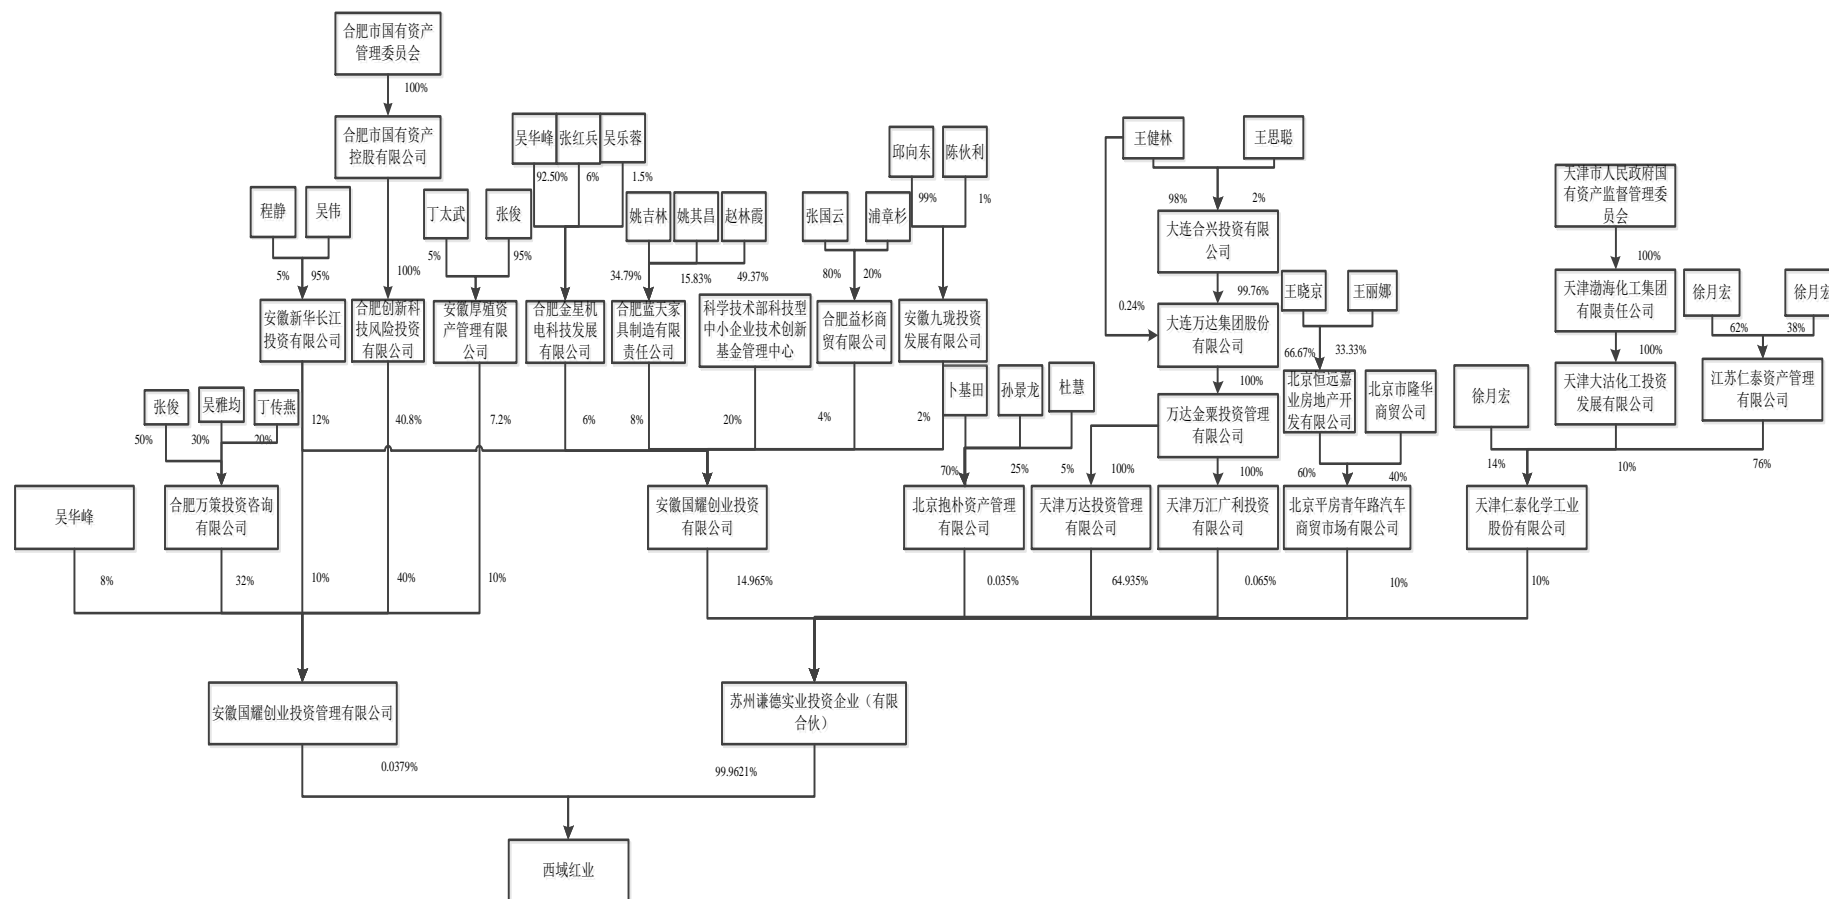 合肥市国有资产
管理委员会
100%
合肥市国有资产
控股有限公司
吴华峰
张红兵
吴乐蓉
邱向东
陈伙利
王健林
王思聪
92.50%
6%
1.5%
99%
1%
98%
2%
天津市人民政府国
有资产监督管理委
员会
程静
吴伟
丁太武
张俊
姚吉林
姚其昌
赵林霞
张国云
浦章杉
大连合兴投资有限
公司
5%
95%
100%
5%
95%
34.79%
15.83%
49.37%
80%
20%
99.76%
0.24%
王晓京
王丽娜
100%
徐月宏
徐月宏
安徽新华长江
投资有限公司
合肥创新科
技风险投资
有限公司
安徽厚殖资
产管理有限
公司
合肥金星机
电科技发展
有限公司
合肥蓝天家
具制造有限
责任公司
科学技术部科技型
中小企业技术创新
基金管理中心
合肥益杉商
贸有限公司
安徽九珑投资
发展有限公司
大连万达集团股份
有限公司
天津渤海化工集团
有限责任公司
62%
38%
66.67%
33.33%
100%
100%
张俊
吴雅均
丁传燕
卜基田
孙景龙
杜慧
万达金粟投资管理
有限公司
北京恒远嘉
业房地产开
发有限公司
北京市隆华
商贸公司
徐月宏
天津大沽化工投资
发展有限公司
江苏仁泰资产管理
有限公司
50%
30%
20%
12%
40.8%
7.2%
6%
8%
20%
4%
2%
70%
25%
5%
100%
100%
60%
40%
14%
10%
76%
吴华峰
合肥万策投资咨询
有限公司
安徽国耀创业投资
有限公司
北京抱朴资产管理
有限公司
天津万达投资管理
有限公司
天津万汇广利投资
有限公司
北京平房青年路汽车
商贸市场有限公司
天津仁泰化学工业
股份有限公司
8%
32%
10%
40%
10%
14.965%
0.035%
64.935%
0.065%
10%
10%
安徽国耀创业投资管理有限公司
苏州谦德实业投资企业（有限
合伙）
0.0379%
99.9621%
西域红业